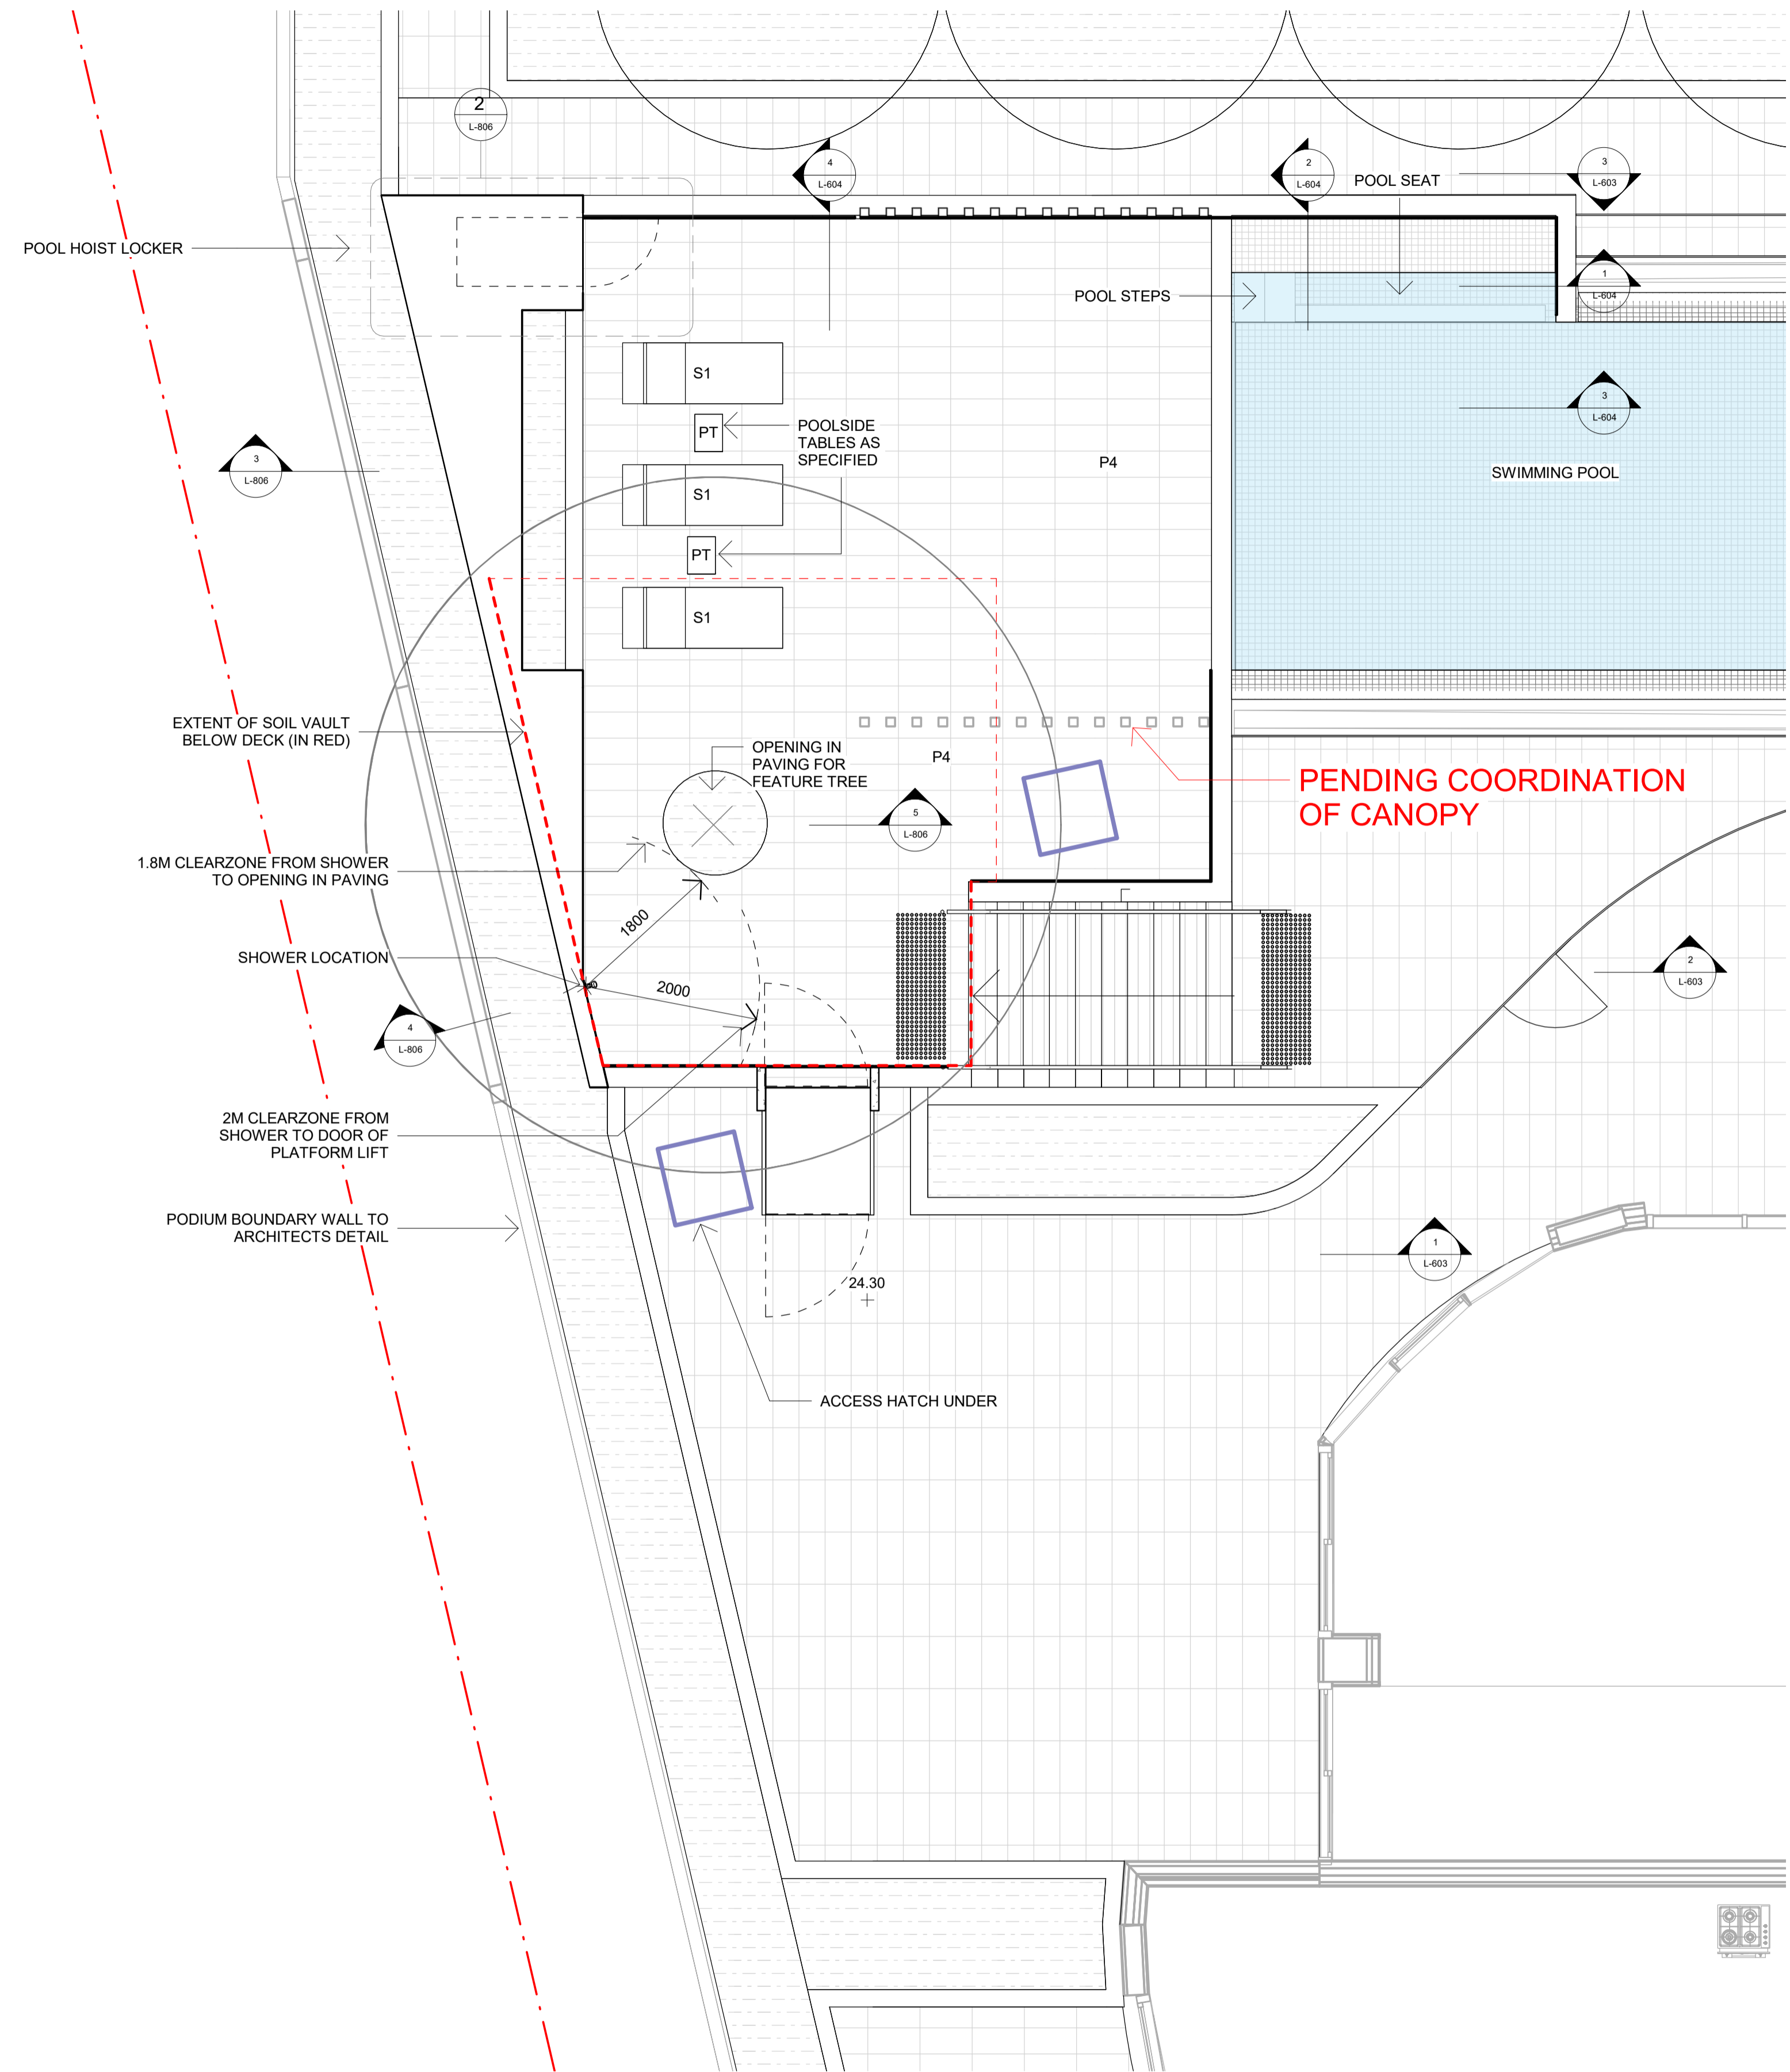 2
L-806
4
L-604
2
L-604
POOL SEAT
3
L-603
POOL HOIST LOCKER
POOL STEPS
1
L-604
S1
3
L-604
PT
POOLSIDE
TABLES AS
SPECIFIED
P4
3
L-806
SWIMMING POOL
S1
PT
S1
EXTENT OF SOIL VAULT
BELOW DECK (IN RED)
OPENING IN
PAVING FOR
FEATURE TREE
P4
PENDING COORDINATION
OF CANOPY
5
L-806
1.8M CLEARZONE FROM SHOWER
TO OPENING IN PAVING
1800
SHOWER LOCATION
2
L-603
2000
4
L-806
2M CLEARZONE FROM
SHOWER TO DOOR OF
PLATFORM LIFT
PODIUM BOUNDARY WALL TO
ARCHITECTS DETAIL
1
L-603
24.30
ACCESS HATCH UNDER